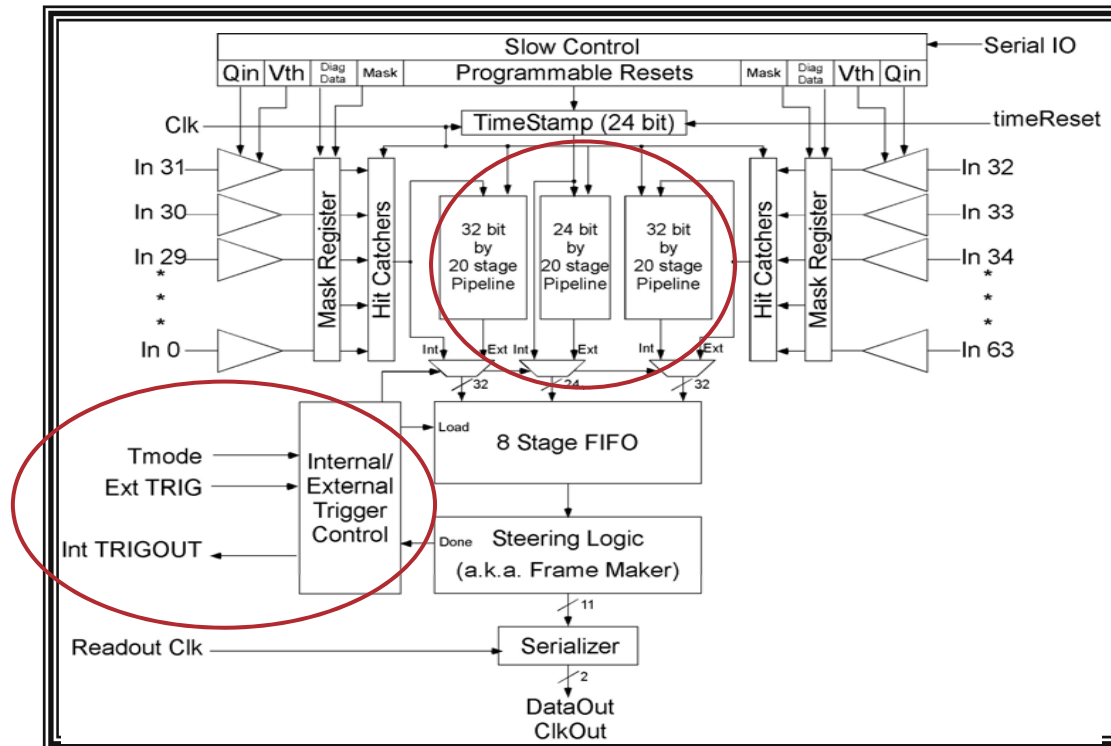 Slow Control
Serial IO
Qin
Vth
Diag
Data
Mask
Programmable Resets
Mask
Diag
Data
Vth
Qin
Clk
TimeStamp (24 bit)
timeReset
In 31
In 30
In 29
*
*
*
In 0
Mask Register
Hit Catchers
32 bit
by
20 stage
Pipeline
24 bit
by
20 stage
Pipeline
32 bit
by
20 stage
Pipeline
Hit Catchers
Mask Register
In 32
In 33
In 34
*
*
*
In 63
Int
Ext
Int
Ext
Int
Ext
32
24
32
Tmode
Ext TRIG
Int TRIGOUT
Internal/
External
Trigger
Control
Load
8 Stage FIFO
Done
Steering Logic
(a.k.a. Frame Maker)
11
Readout Clk
Serializer
2
DataOut
ClkOut